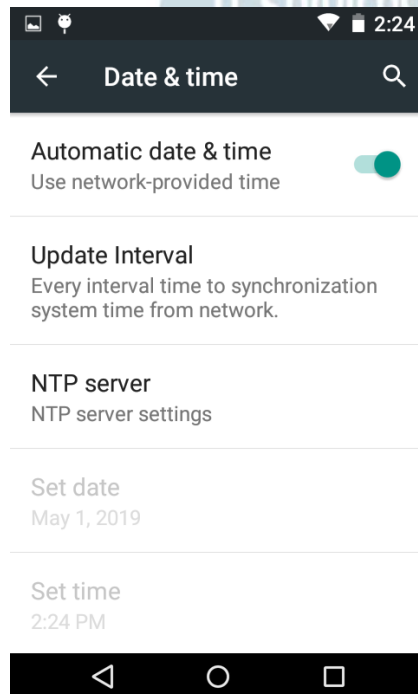 2:24
Date & time
Automatic date & time
Use network-provided time
Update Interval
Every interval time to synchronization
system time from network.
NTP server
NTP server settings
Set date
May 1, 2019
Set time
2:24 PM